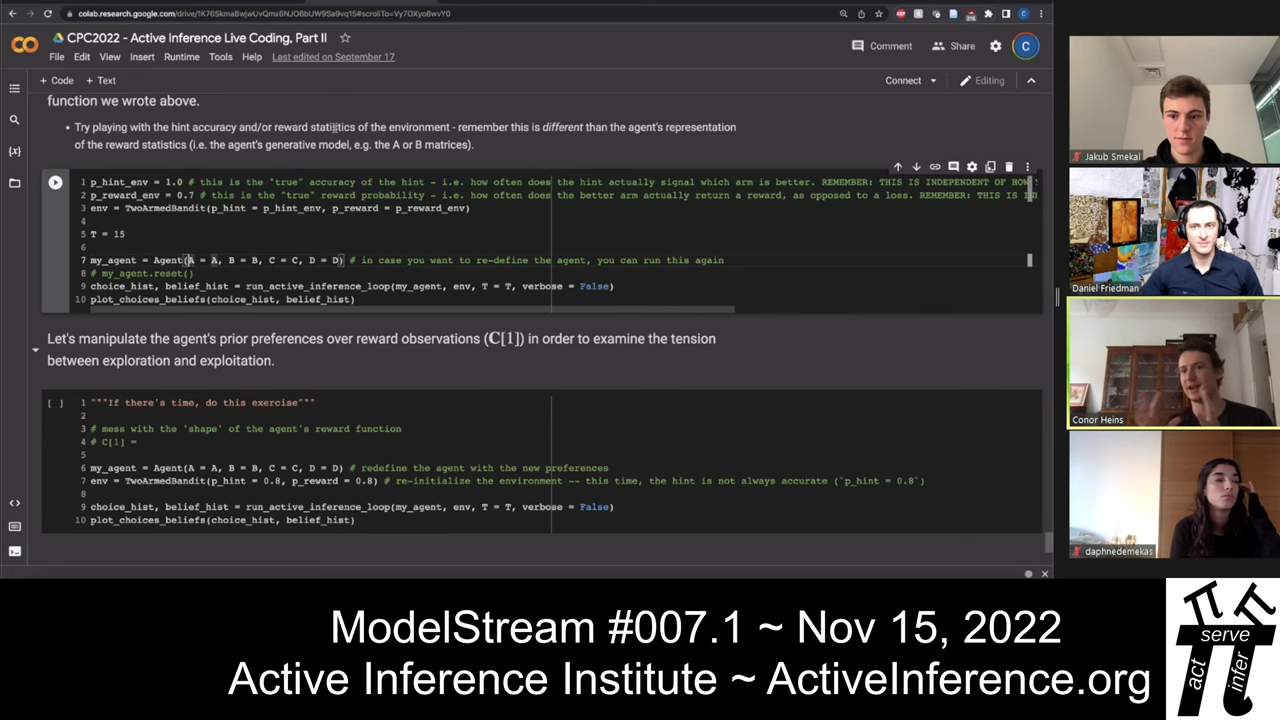 colab.research.google.com/drive/1K76SkmaBwjwUvQmx6NJO6bUW9Sa9vq15#scrollTo=Vy7OXyo8wvY0
CPC2022 - Active Inference Live Coding, Part II
File Edit View Insert Runtime Tools Help Last edited on September 17
Comment Share C
+ Code + Text
Connect Editing
function we wrote above.
• Try playing with the hint accuracy and/or reward statistics of the environment - remember this is different than the agent's representation
of the reward statistics (i.e. the agent's generative model, e.g. the A or B matrices).
1 p_hint_env = 1.0 # this is the "true" accuracy of the hint - i.e. how often does the hint actually signal which arm is better. REMEMBER: THIS IS INDEPENDENT OF HOW
2 p_reward_env = 0.7 # this is the "true" reward probability - i.e. how often does the better arm actually return a reward, as opposed to a loss. REMEMBER: THIS IS
3 env = TwoArmedBandit(p_hint = p_hint_env, p_reward = p_reward_env)
4
5 T = 15
6
7 my_agent = Agent(A = A, B = B, C = C, D = D) # in case you want to re-define the agent, you can run this again
8 # my_agent.reset()
9 choice_hist, belief_hist = run_active_inference_loop(my_agent, env, T = T, verbose = False)
10 plot_choices_beliefs(choice_hist, belief_hist)
Let's manipulate the agent's prior preferences over reward observations (C[1]) in order to examine the tension
between exploration and exploitation.
[ ] 1 """If there's time, do this exercise"""
2
3 # mess with the 'shape' of the agent's reward function
4 # C[1] =
5
6 my_agent = Agent(A = A, B = B, C = C, D = D) # redefine the agent with the new preferences
7 env = TwoArmedBandit(p_hint = 0.8, p_reward = 0.8) # re-initialize the environment -- this time, the hint is not always accurate (`p_hint = 0.8`)
8
9 choice_hist, belief_hist = run_active_inference_loop(my_agent, env, T = T, verbose = False)
10 plot_choices_beliefs(choice_hist, belief_hist)
Jakub Smekal
Daniel Friedman
Conor Heins
daphnedemekas
ModelStream #007.1 ~ Nov 15, 2022
Active Inference Institute ~ ActiveInference.org
serve
act
infer